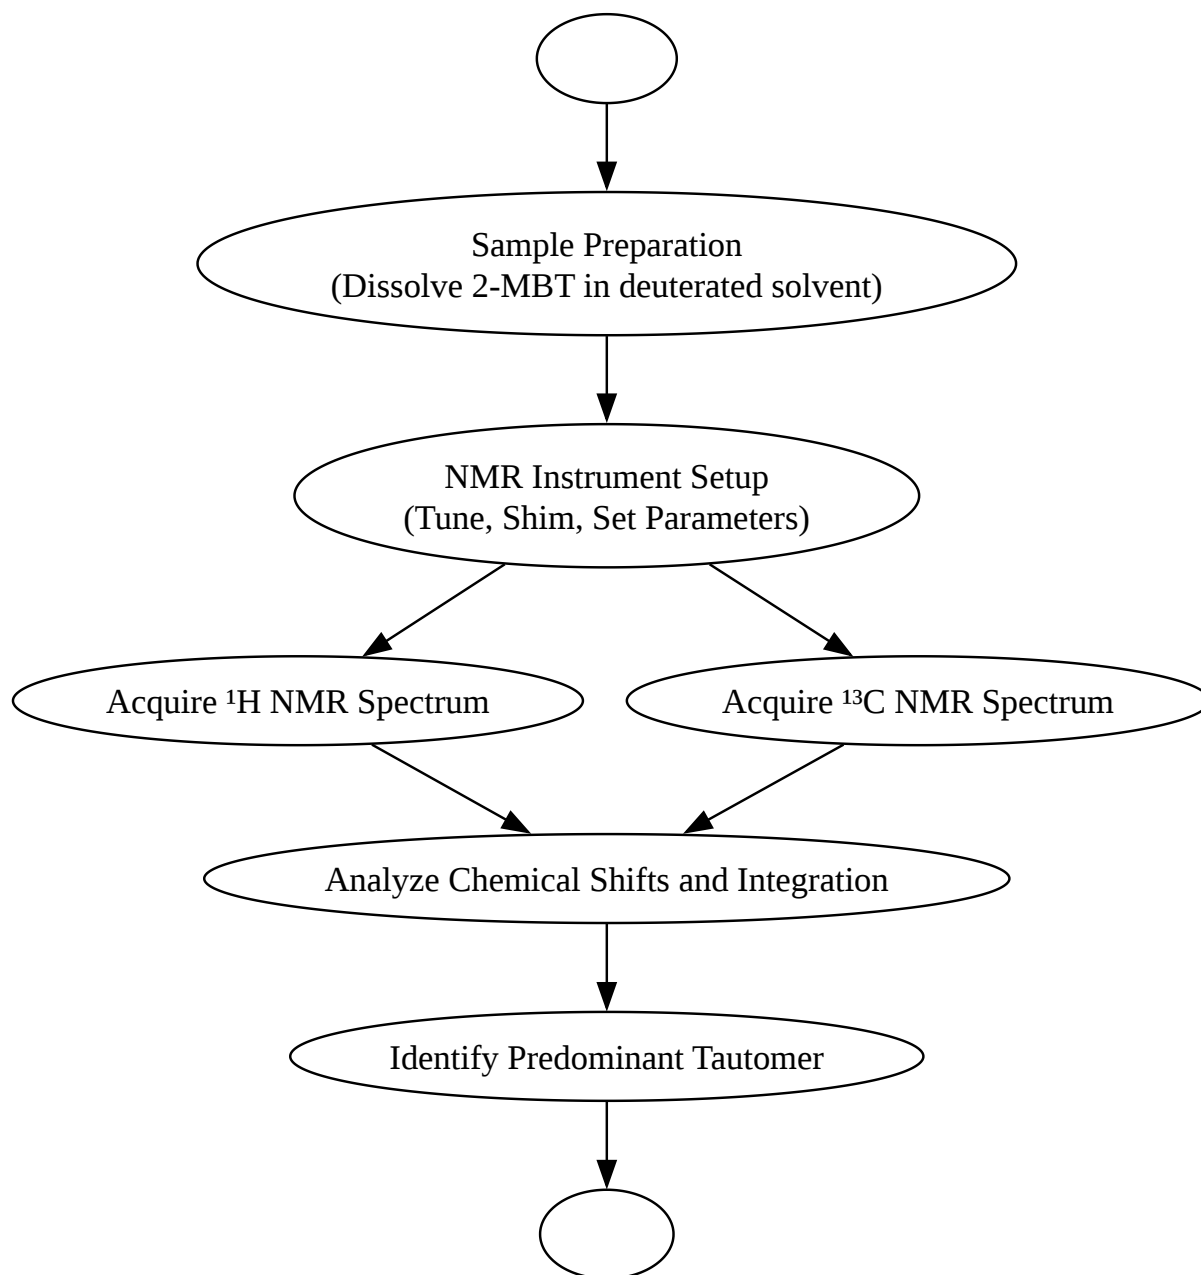 Sample Preparation
(Dissolve 2-MBT in deuterated solvent)
NMR Instrument Setup
(Tune, Shim, Set Parameters)
Acquire ¹H NMR Spectrum
Acquire ¹³C NMR Spectrum
Analyze Chemical Shifts and Integration
Identify Predominant Tautomer